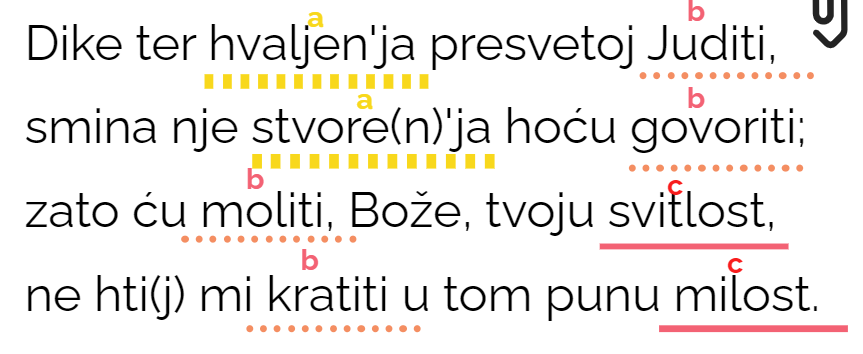 a b
Dike ter hvaljen'ja presvetoj Juditi,
a b
smina nje stvore(n)'ja hoću govoriti;
b c
zato ću moliti, Bože, tvoju svitlost,
b c
ne hti(j) mi kratiti u tom punu milost.